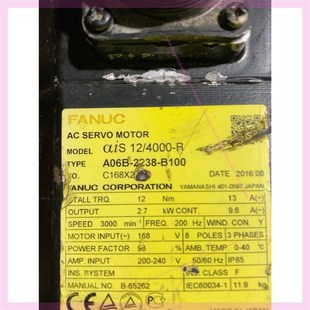 FANUC
AC SERVO MOTOR
MODEL αiS 12/4000-B
TYPE A06B-2238-B100
NO. C168X2 DATE 2016.08
FANUC CORPORATION YAMANASHI 401-0597 JAPAN
STALL TRQ. 12 Nm 13 A(~)
OUTPUT 2.7 kW CONT. 9.6 A(~)
SPEED 3000 min⁻¹ FREQ. 200 Hz WIND CON. Y
MOTOR INPUT(~) 168 V 8 POLES 3 PHASES
POWER FACTOR 98 % AMB. TEMP. 0-40 °C
AMP. INPUT 200-240 V 50/60 Hz IP65
INS. SYSTEM INS. CLASS F
MANUAL NO. B-65262 IEC60034-1 11.9 kg
CE